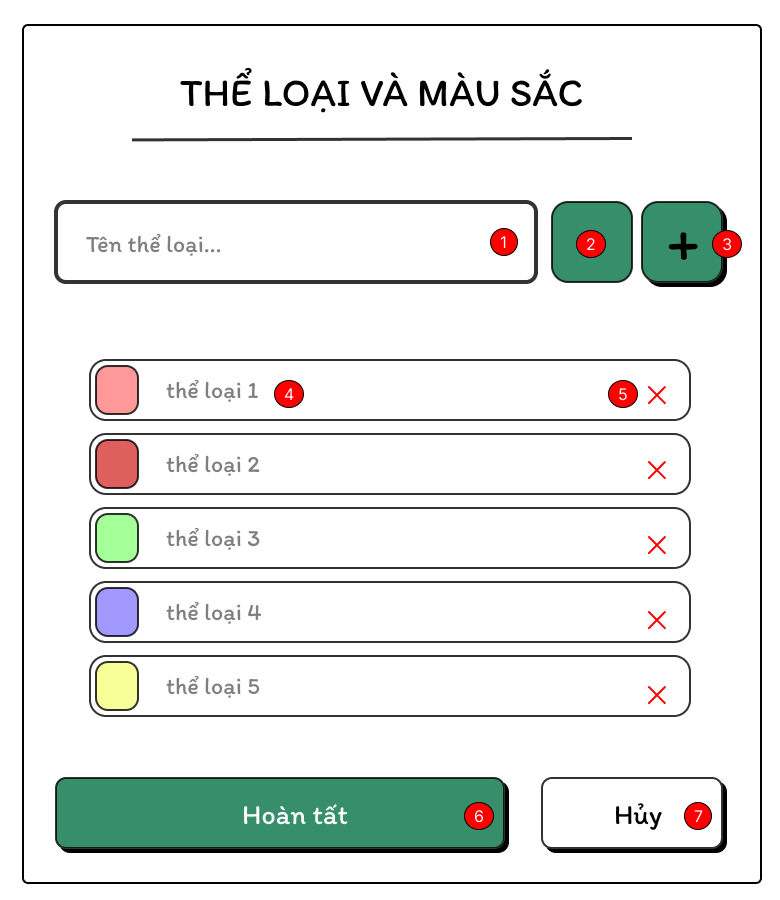 THỂ LOẠI VÀ MÀU SẮC
Tên thể loại... 1 2 + 3
thể loại 1 4 5
thể loại 2
thể loại 3
thể loại 4
thể loại 5
Hoàn tất 6 Hủy 7